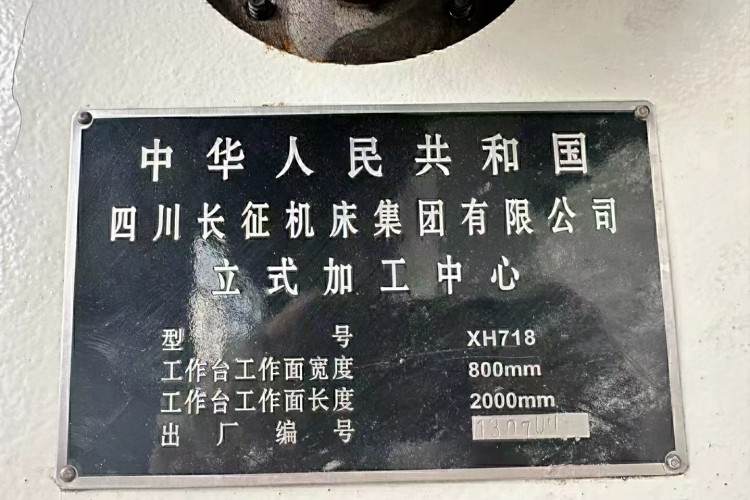 中华人民共和国
四川长征机床集团有限公司
立式加工中心
型号 XH718
工作台工作面宽度 800mm
工作台工作面长度 2000mm
出厂编号